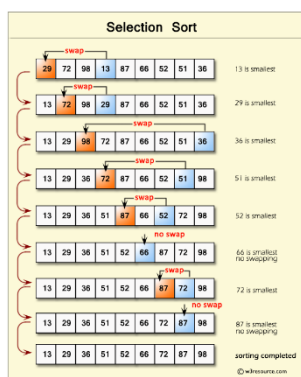 Selection Sort
swap
29 72 98 13 87 66 52 51 36 13 is smallest
swap
13 72 98 29 87 66 52 51 36 29 is smallest
swap
13 29 98 72 87 66 52 51 36 36 is smallest
swap
13 29 36 72 87 66 52 51 98 51 is smallest
swap
13 29 36 51 87 66 52 72 98 52 is smallest
no swap
13 29 36 51 52 66 87 72 98 66 is smallest
no swapping
swap
13 29 36 51 52 66 87 72 98 72 is smallest
no swap
13 29 36 51 52 66 72 87 98 87 is smallest
no swapping
13 29 36 51 52 66 72 87 98 sorting completed
© w3resource.com